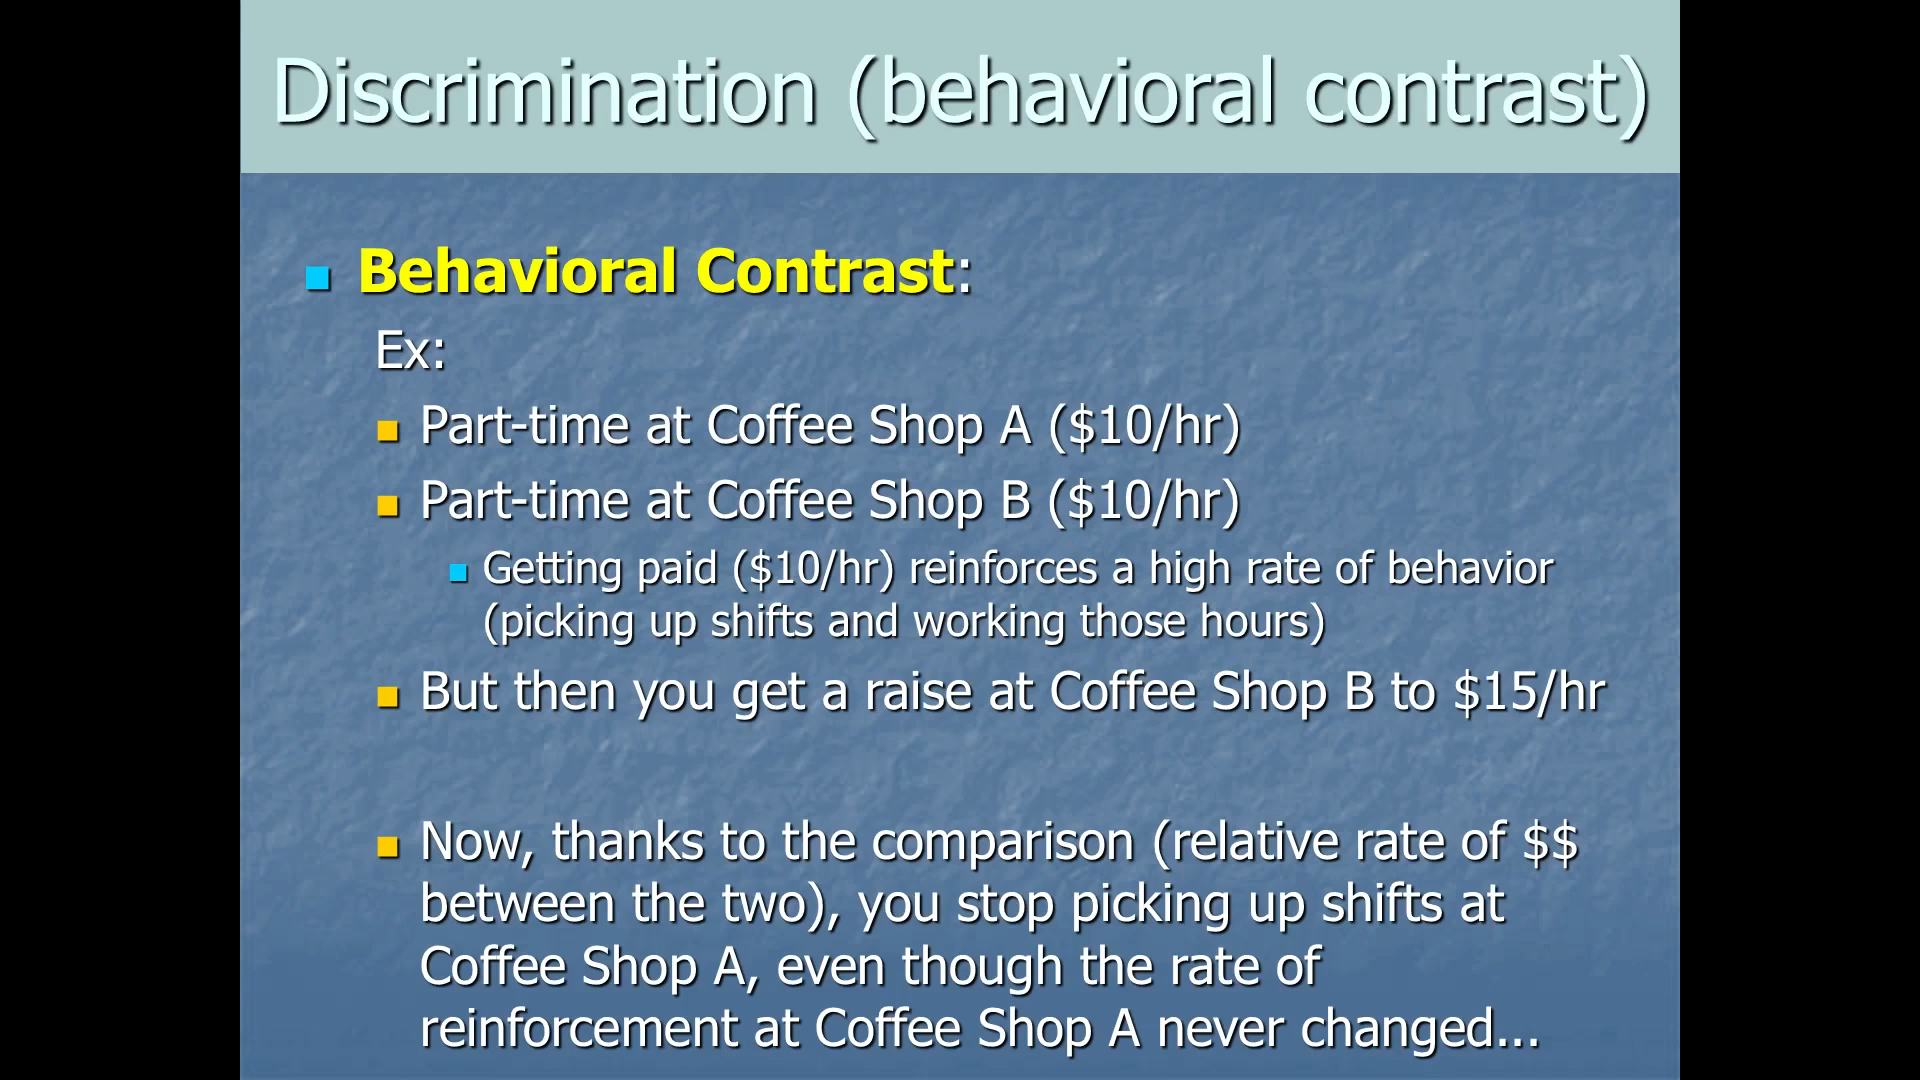 Discrimination (behavioral contrast)
Behavioral Contrast:
Ex:
Part-time at Coffee Shop A ($10/hr)
Part-time at Coffee Shop B ($10/hr)
Getting paid ($10/hr) reinforces a high rate of behavior
(picking up shifts and working those hours)
But then you get a raise at Coffee Shop B to $15/hr
Now, thanks to the comparison (relative rate of $$
between the two), you stop picking up shifts at
Coffee Shop A, even though the rate of
reinforcement at Coffee Shop A never changed...